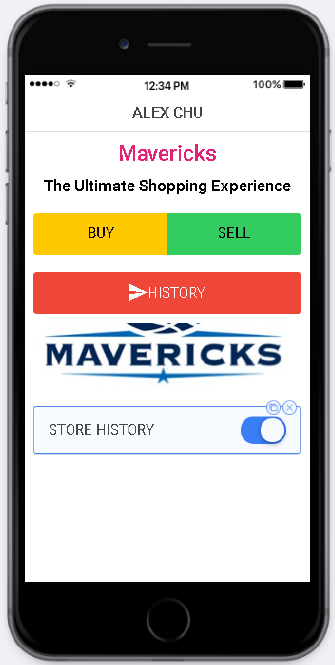 12:34 PM 100%
ALEX CHU
Mavericks
The Ultimate Shopping Experience
BUY SELL
HISTORY
MAVERICKS
STORE HISTORY